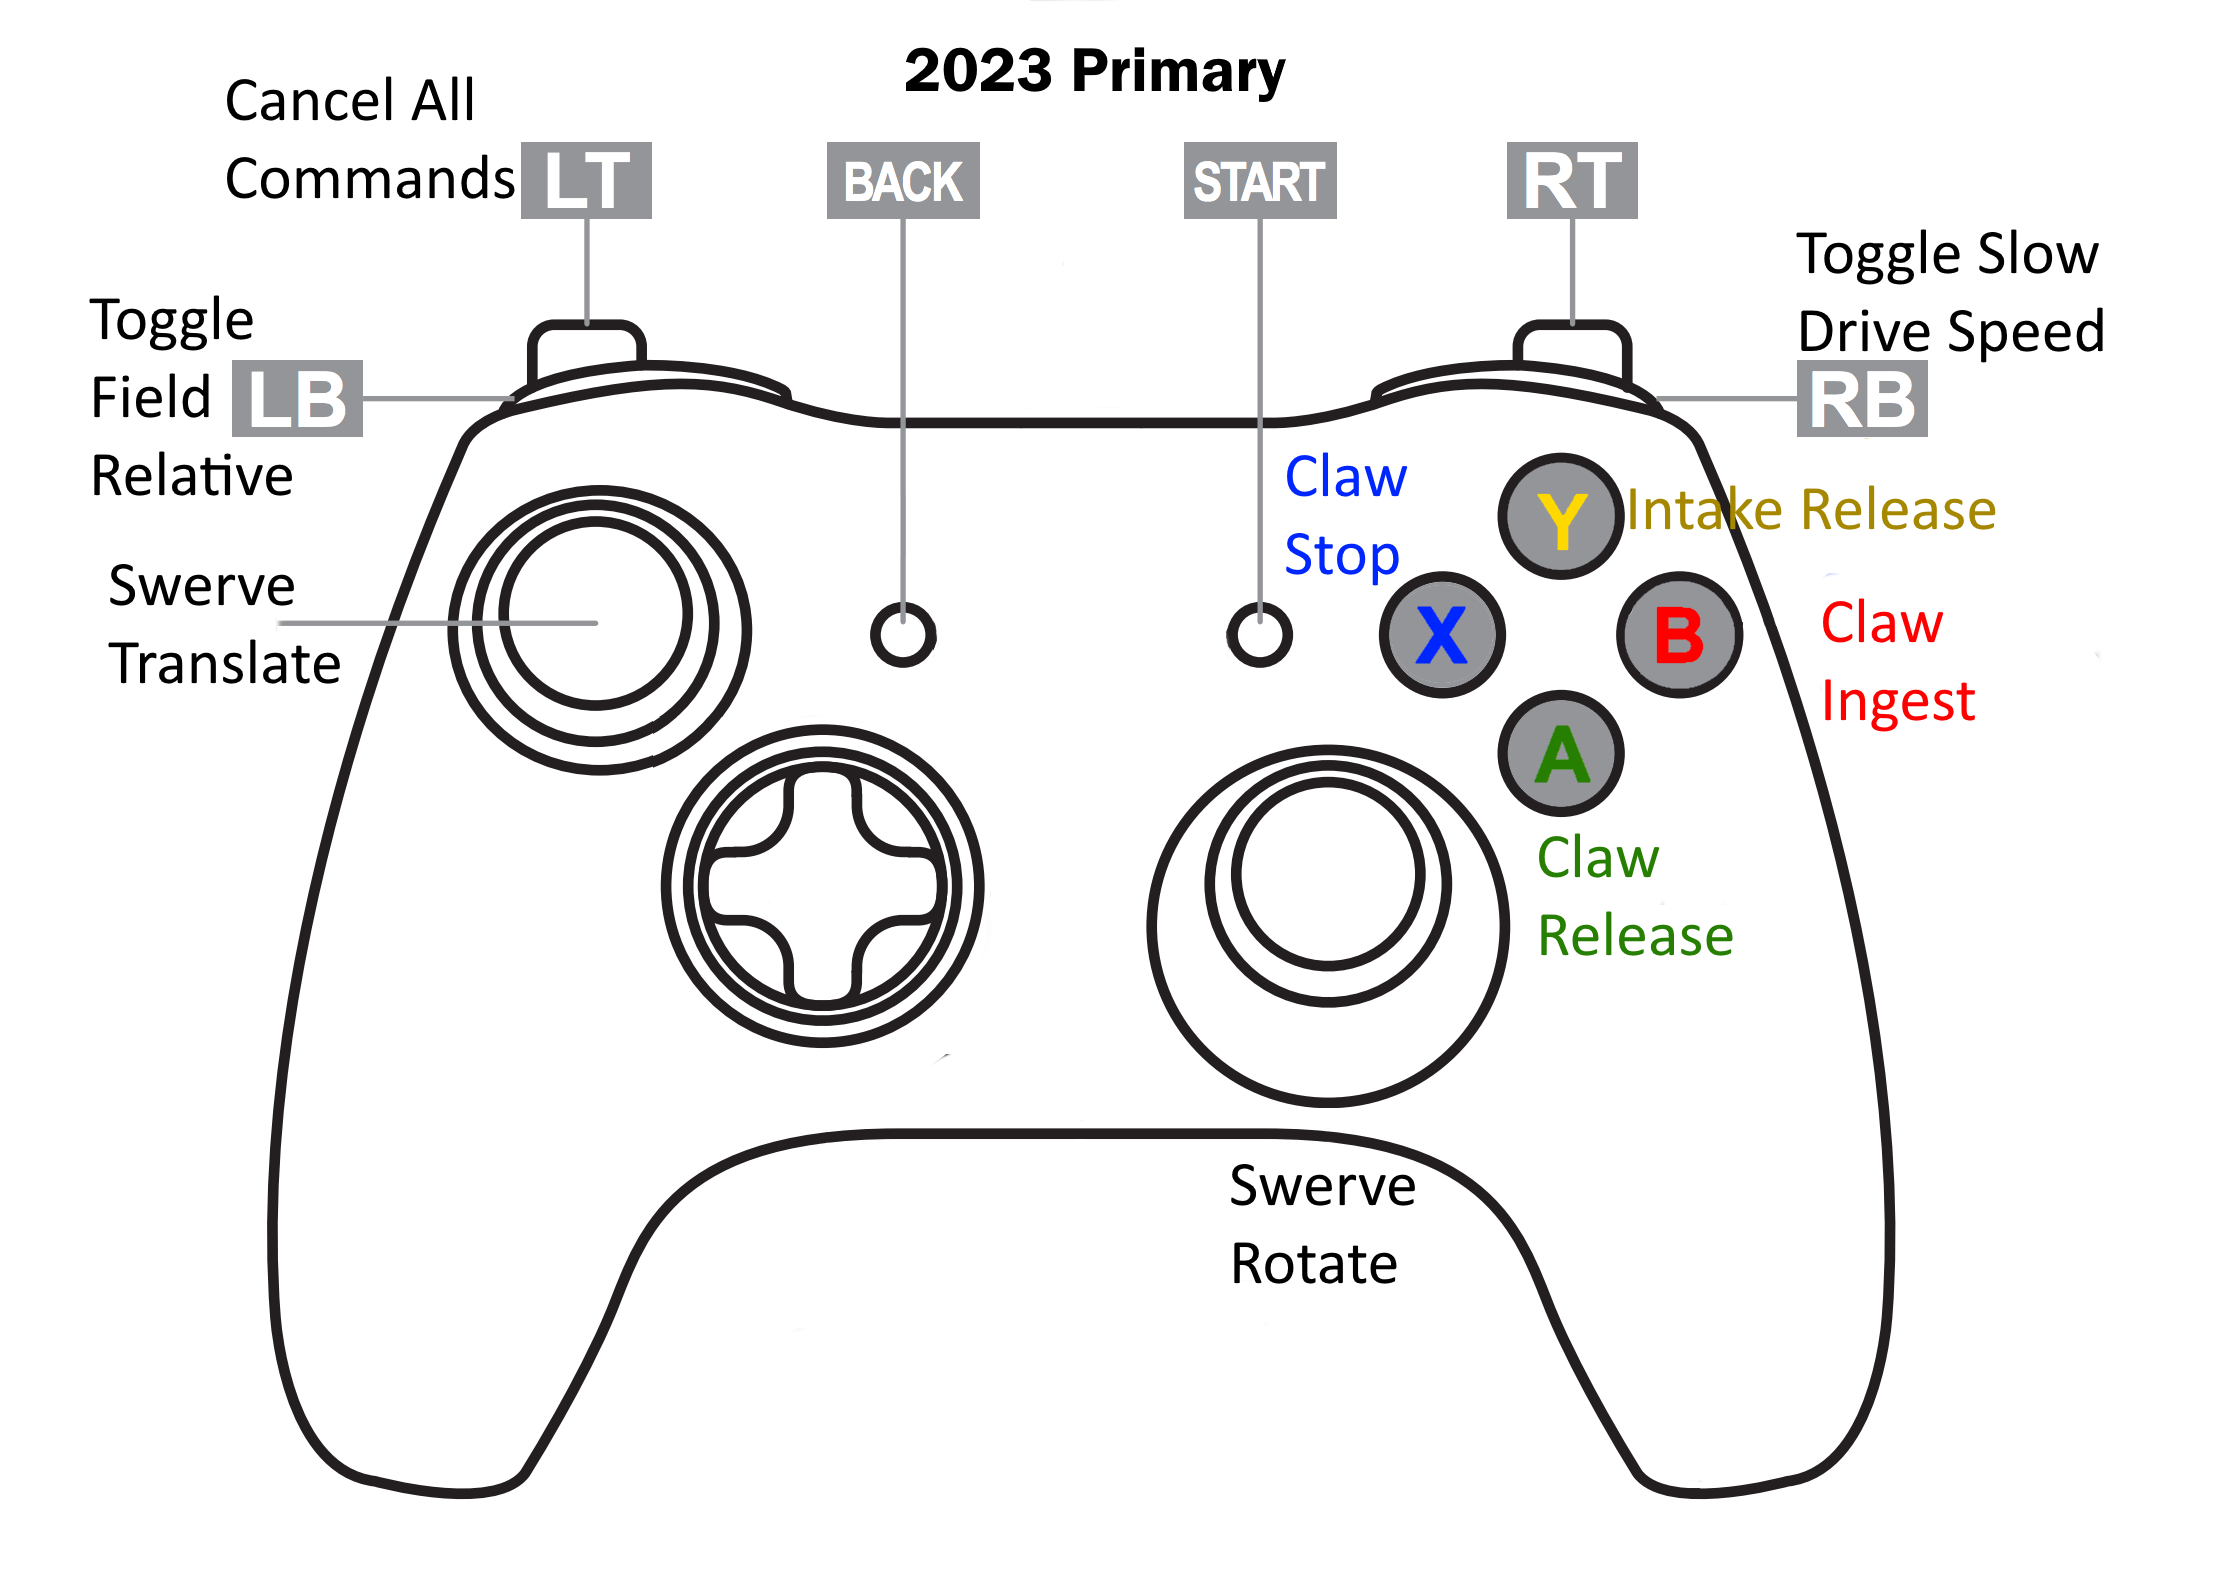 2023 Primary
Cancel All
Commands
LT
BACK
START
RT
Toggle Slow
Drive Speed
RB
Toggle
Field
LB
Relative
Claw
Stop
Y
Intake Release
X
B
Swerve
Translate
Claw
Ingest
A
Claw
Release
Swerve
Rotate